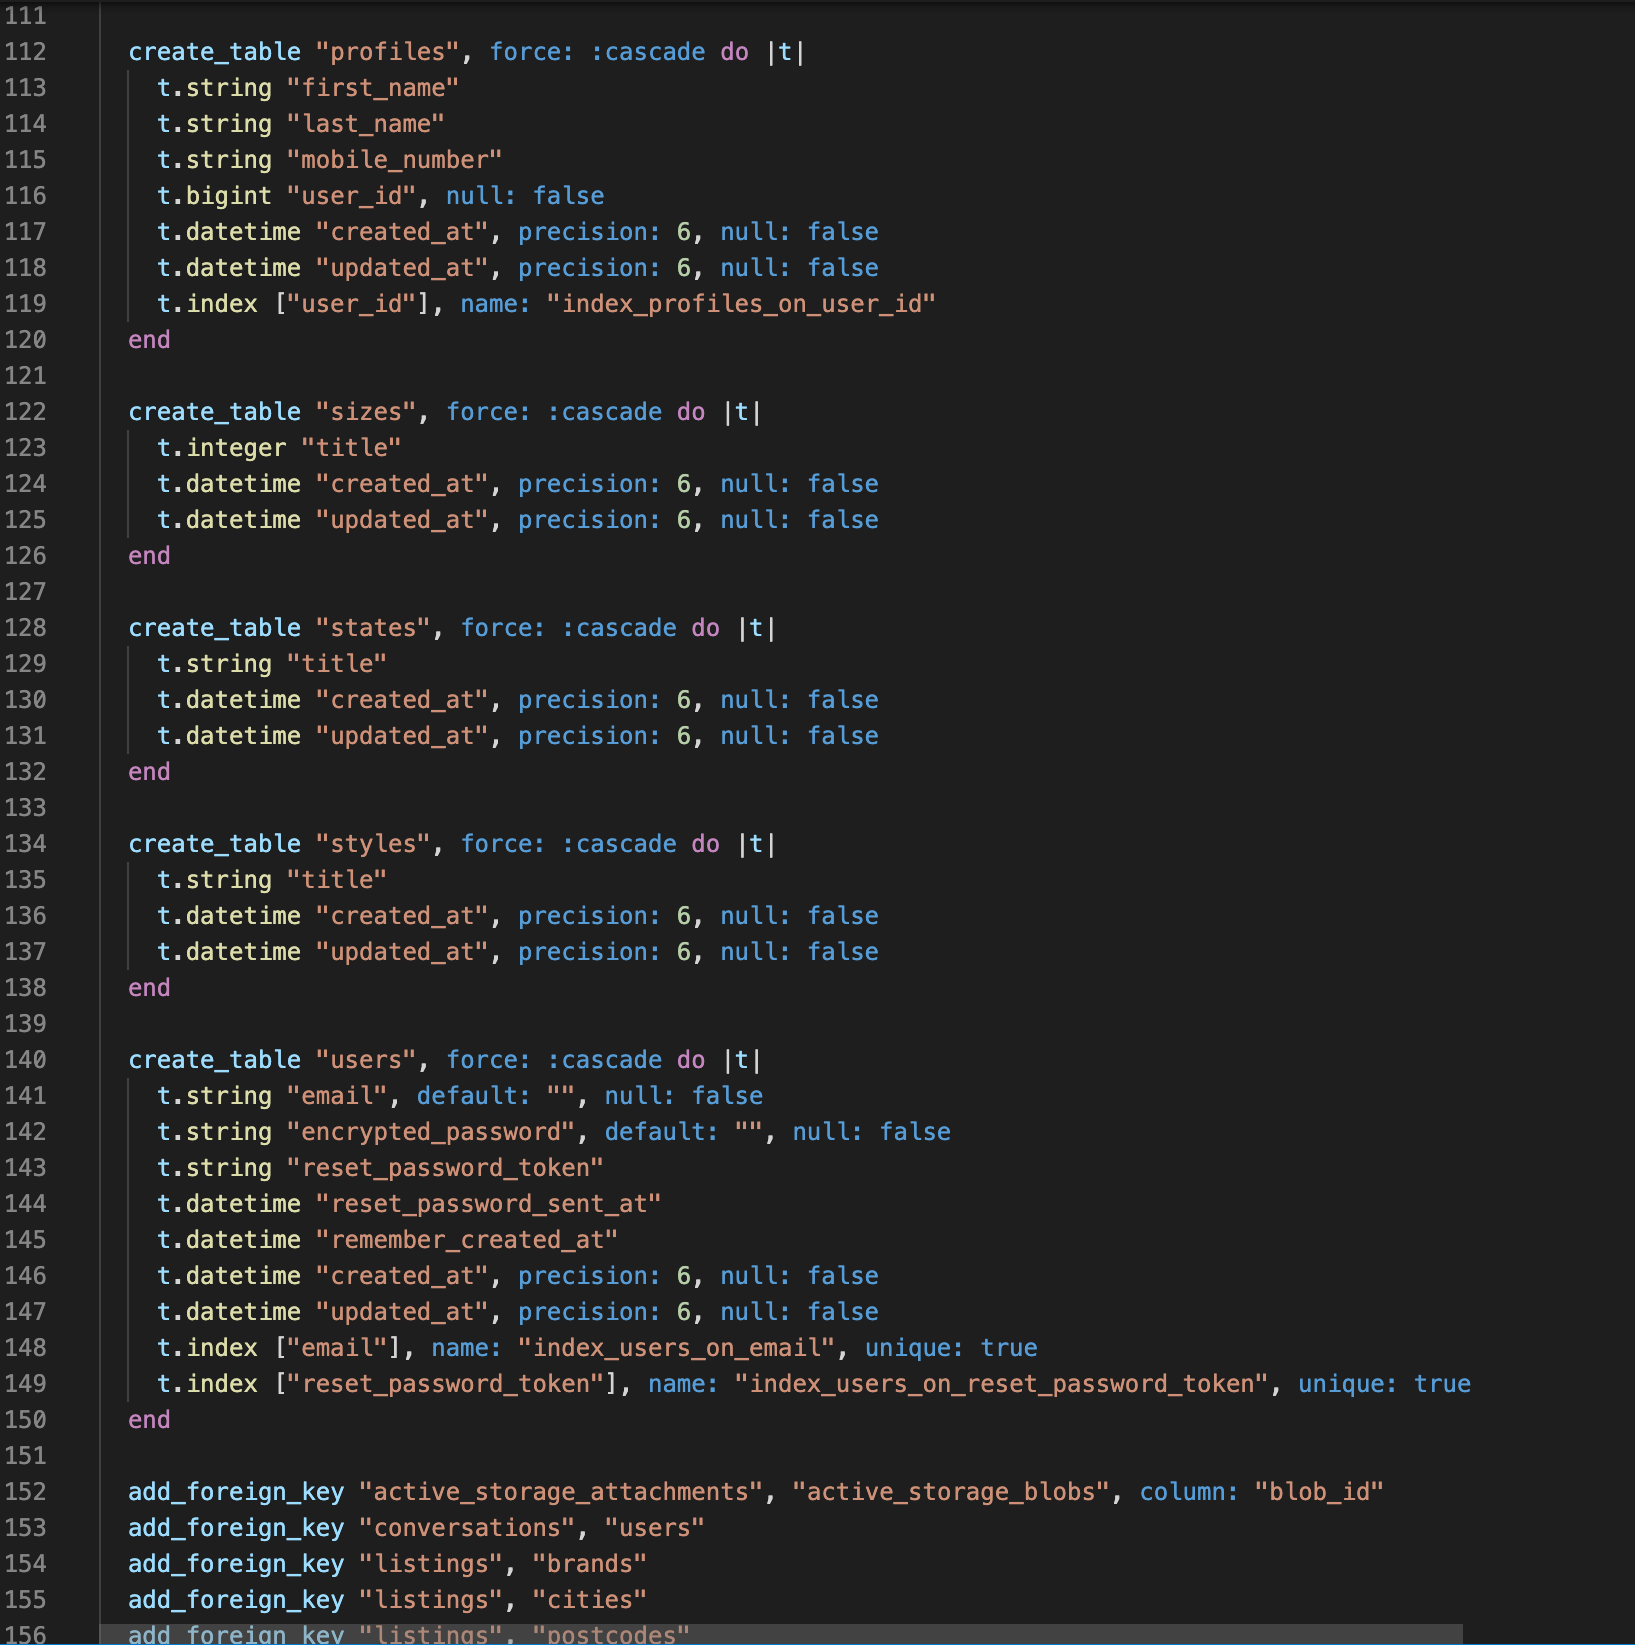 111
112 create_table "profiles", force: :cascade do |t|
113 t.string "first_name"
114 t.string "last_name"
115 t.string "mobile_number"
116 t.bigint "user_id", null: false
117 t.datetime "created_at", precision: 6, null: false
118 t.datetime "updated_at", precision: 6, null: false
119 t.index ["user_id"], name: "index_profiles_on_user_id"
120 end
121
122 create_table "sizes", force: :cascade do |t|
123 t.integer "title"
124 t.datetime "created_at", precision: 6, null: false
125 t.datetime "updated_at", precision: 6, null: false
126 end
127
128 create_table "states", force: :cascade do |t|
129 t.string "title"
130 t.datetime "created_at", precision: 6, null: false
131 t.datetime "updated_at", precision: 6, null: false
132 end
133
134 create_table "styles", force: :cascade do |t|
135 t.string "title"
136 t.datetime "created_at", precision: 6, null: false
137 t.datetime "updated_at", precision: 6, null: false
138 end
139
140 create_table "users", force: :cascade do |t|
141 t.string "email", default: "", null: false
142 t.string "encrypted_password", default: "", null: false
143 t.string "reset_password_token"
144 t.datetime "reset_password_sent_at"
145 t.datetime "remember_created_at"
146 t.datetime "created_at", precision: 6, null: false
147 t.datetime "updated_at", precision: 6, null: false
148 t.index ["email"], name: "index_users_on_email", unique: true
149 t.index ["reset_password_token"], name: "index_users_on_reset_password_token", unique: true
150 end
151
152 add_foreign_key "active_storage_attachments", "active_storage_blobs", column: "blob_id"
153 add_foreign_key "conversations", "users"
154 add_foreign_key "listings", "brands"
155 add_foreign_key "listings", "cities"
156 add_foreign_key "listings", "postcodes"